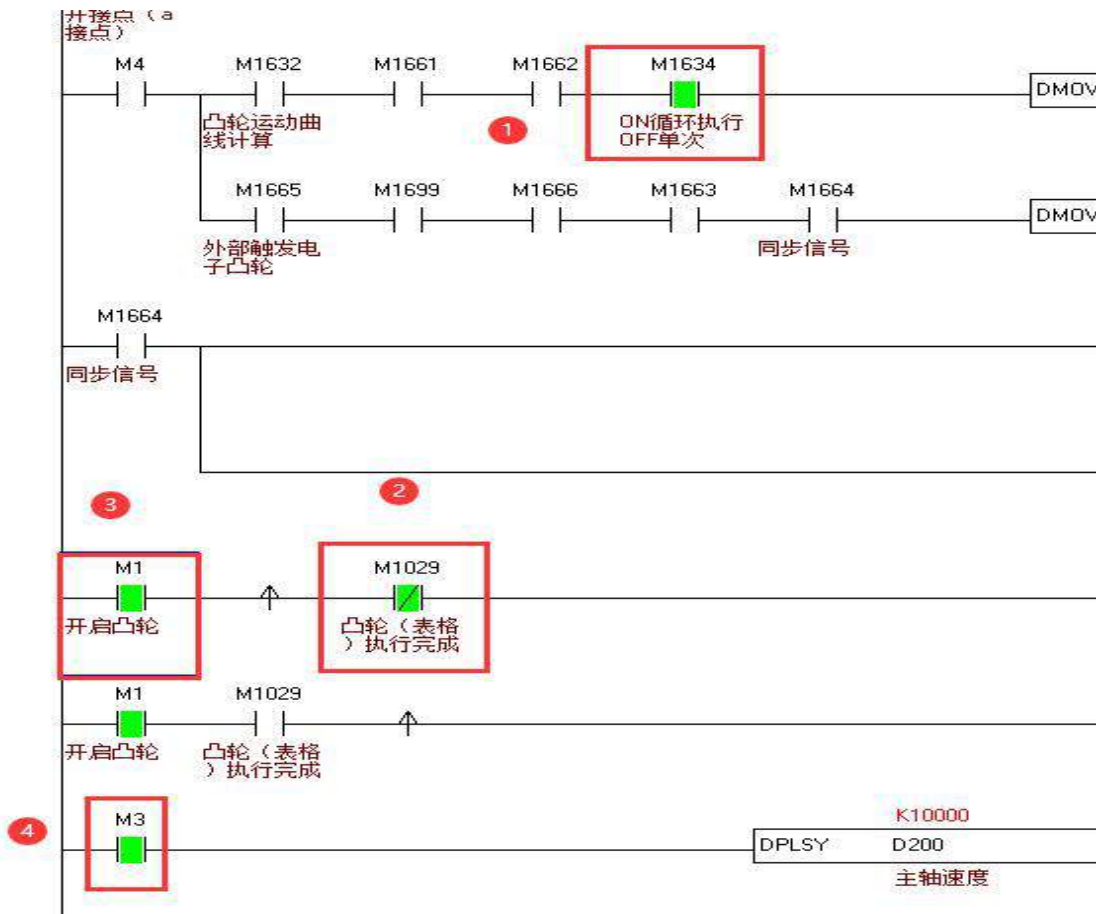 开接点（a
接点）
M4 M1632 M1661 M1662 M1634
DMOV
凸轮运动曲
线计算
1
ON循环执行
OFF单次
M1665 M1699 M1666 M1663 M1664
DMOV
外部触发电
子凸轮
同步信号
M1664
同步信号
2
3
M1 M1029
开启凸轮
凸轮（表格
）执行完成
M1 M1029
开启凸轮
凸轮（表格
）执行完成
4
M3
K10000
DPLSY D200
主轴速度